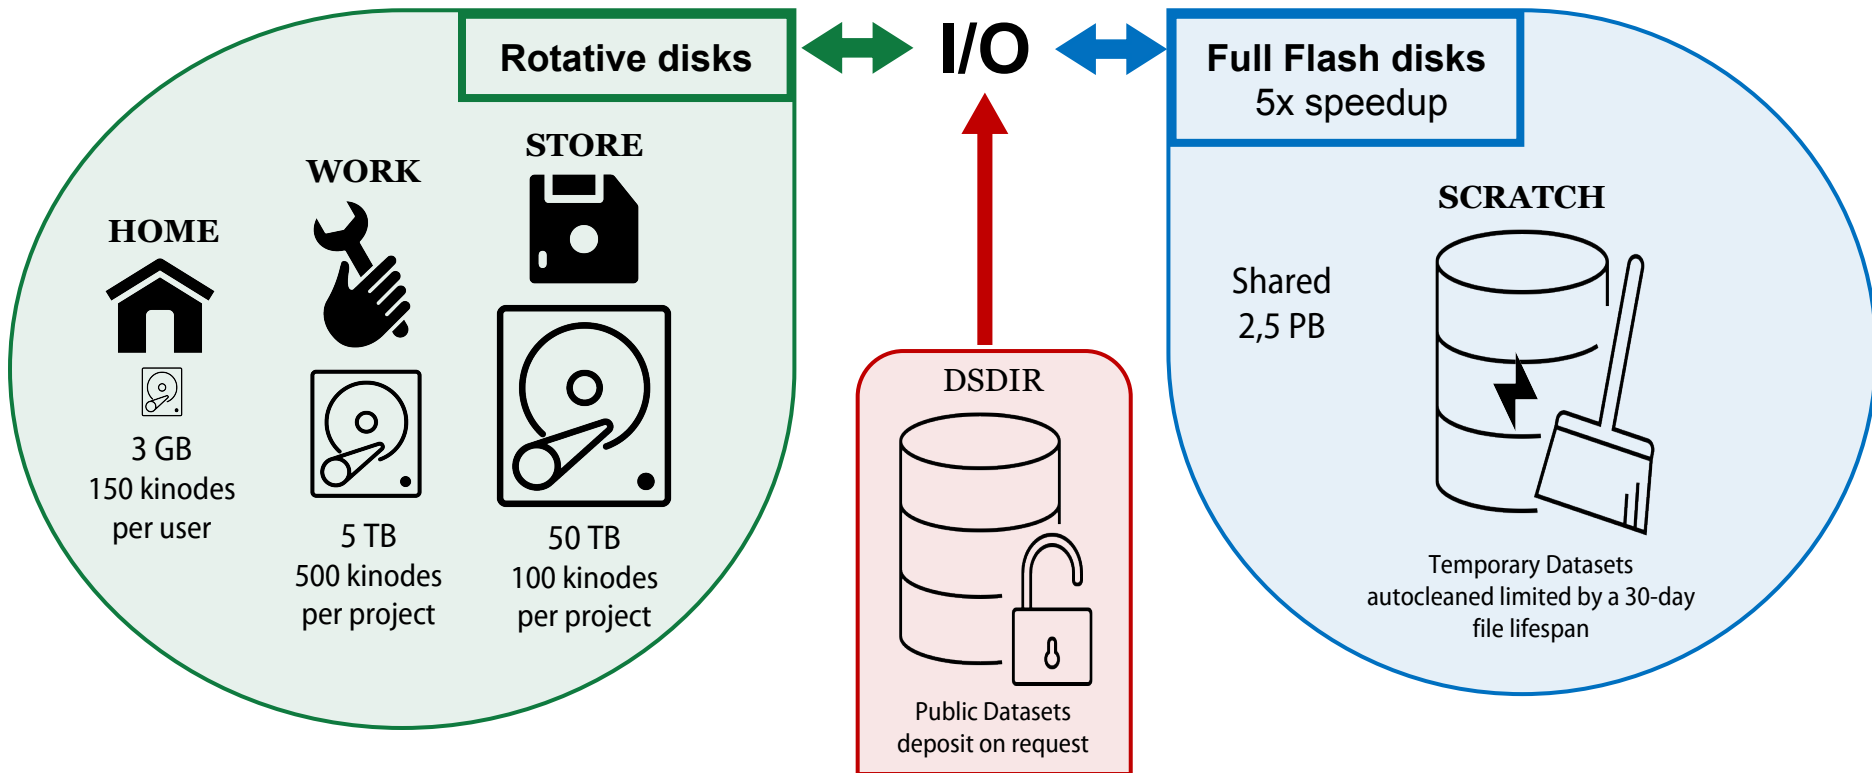 Rotative disks
I/O
Full Flash disks
5x speedup
HOME
3 GB
150 kinodes
per user
WORK
5 TB
500 kinodes
per project
STORE
50 TB
100 kinodes
per project
DSDIR
Public Datasets
deposit on request
SCRATCH
Shared
2,5 PB
Temporary Datasets
autocleaned limited by a 30-day
file lifespan